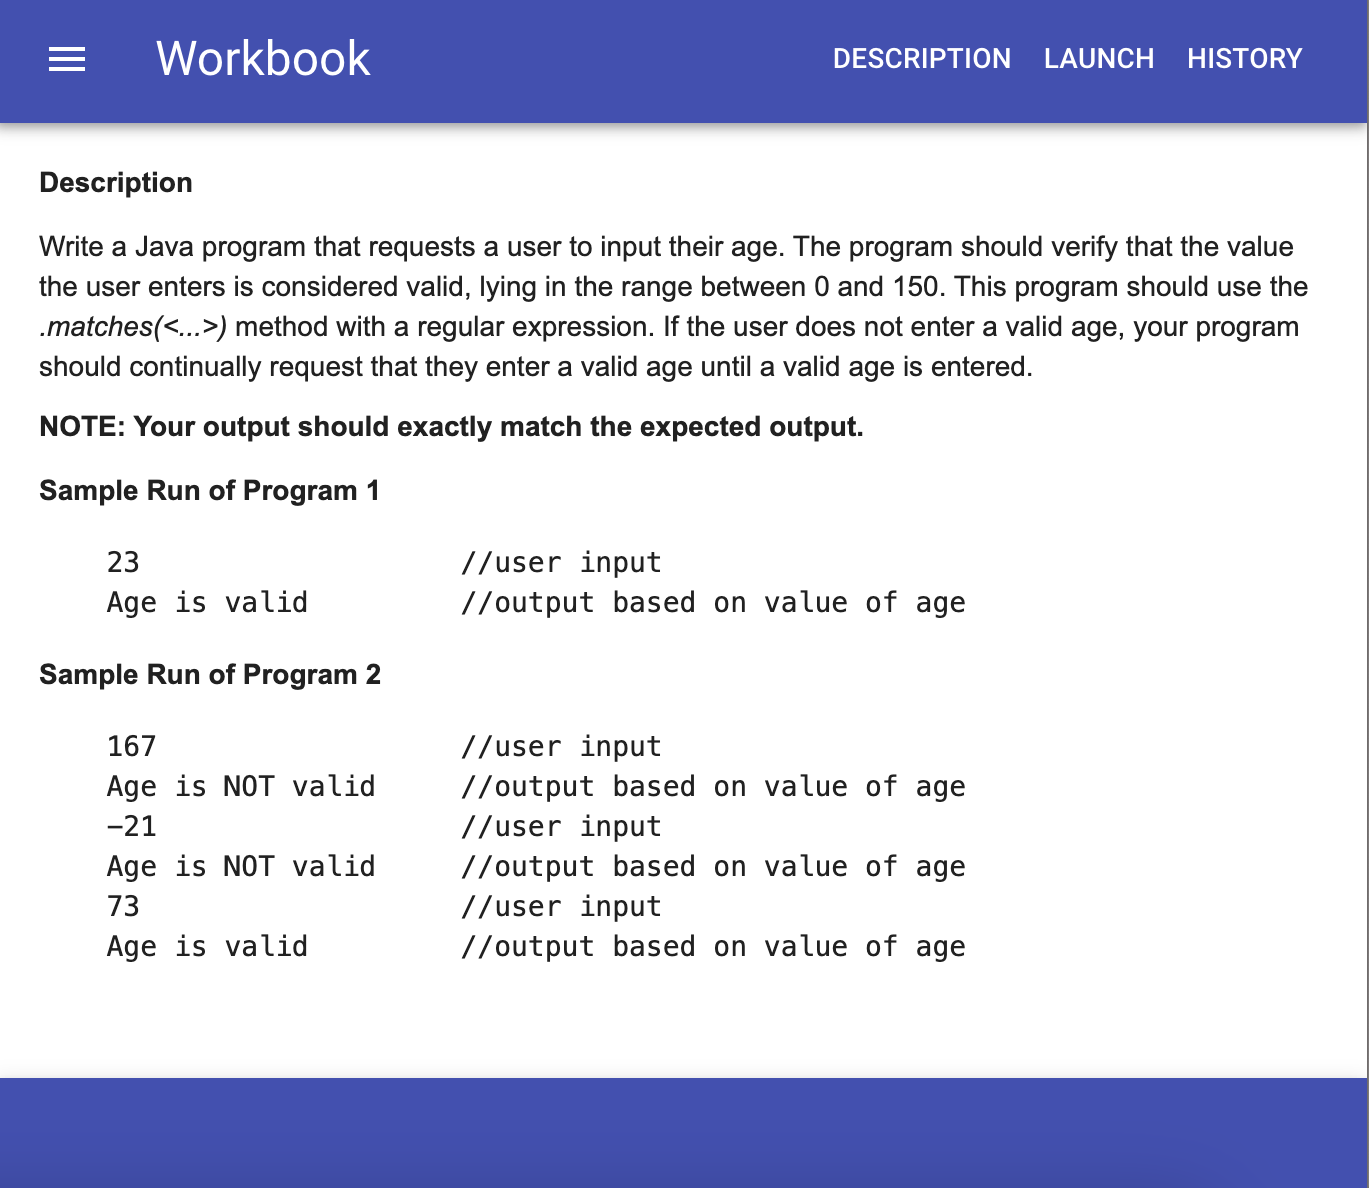 Workbook DESCRIPTION LAUNCH HISTORY
Description
Write a Java program that requests a user to input their age. The program should verify that the value
the user enters is considered valid, lying in the range between 0 and 150. This program should use the
.matches(<...>) method with a regular expression. If the user does not enter a valid age, your program
should continually request that they enter a valid age until a valid age is entered.
NOTE: Your output should exactly match the expected output.
Sample Run of Program 1
23 //user input
Age is valid //output based on value of age
Sample Run of Program 2
167 //user input
Age is NOT valid //output based on value of age
-21 //user input
Age is NOT valid //output based on value of age
73 //user input
Age is valid //output based on value of age